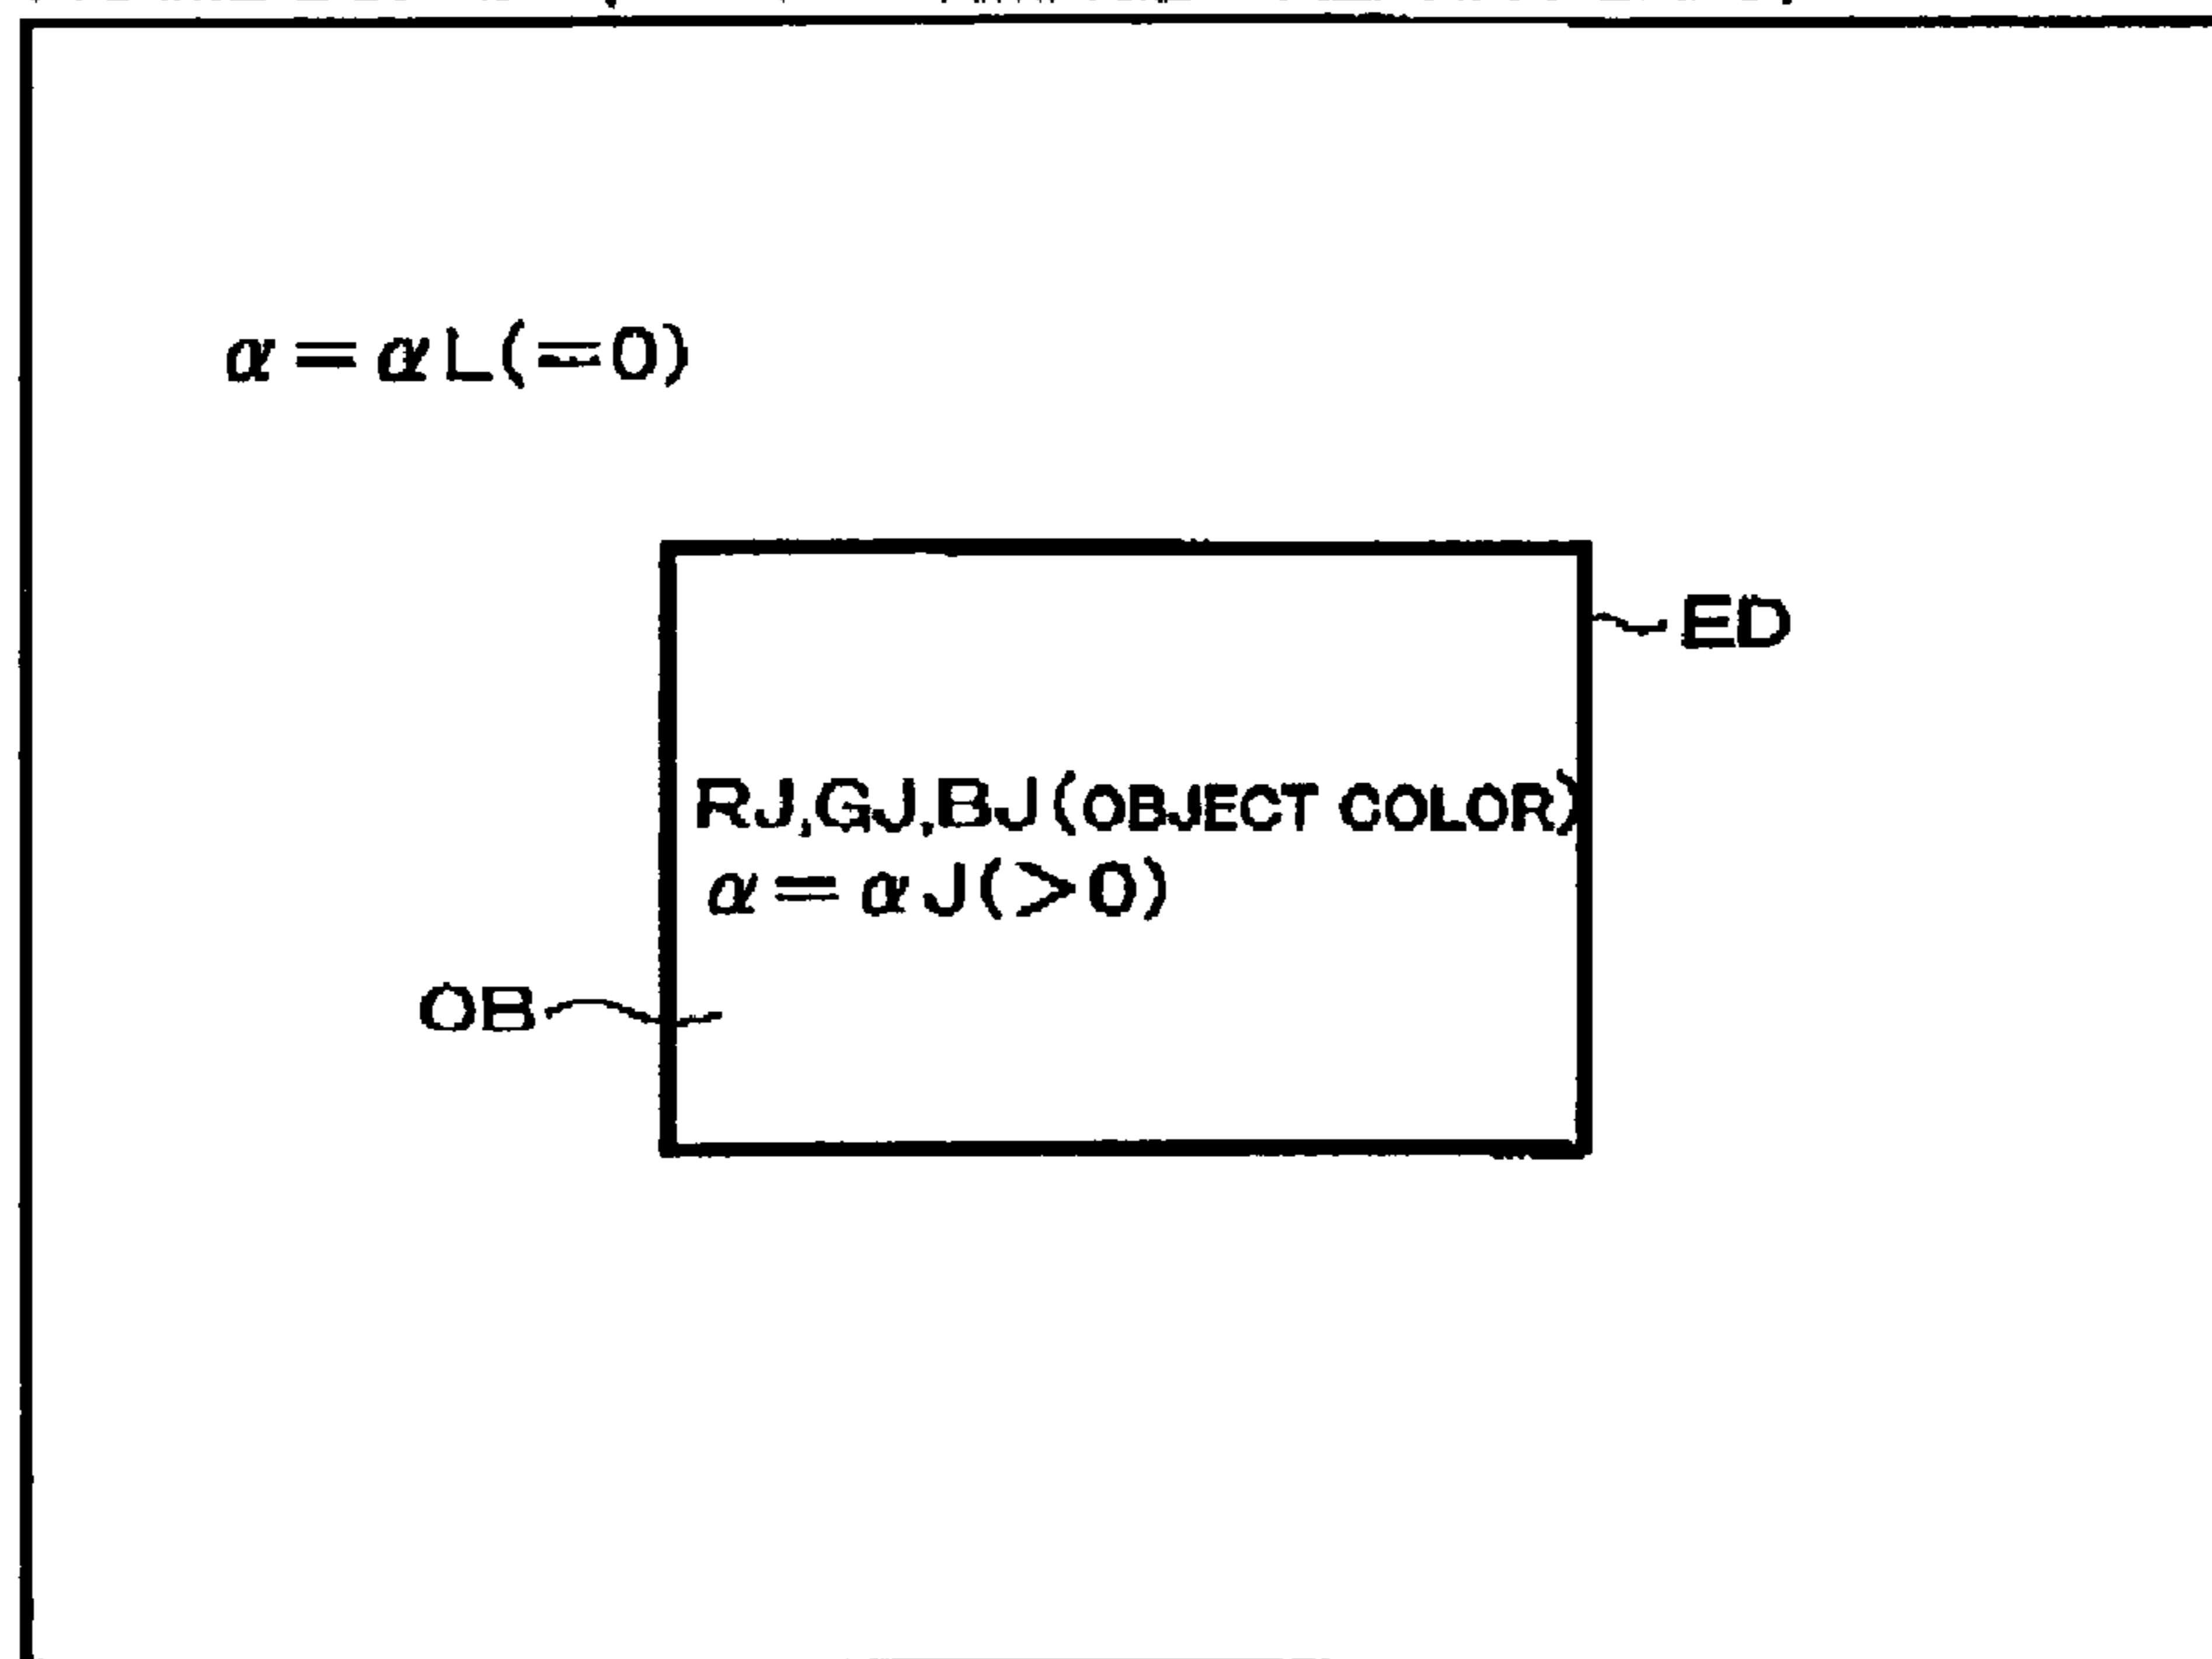 α=αL(=0)
ED
RJ,GJ,BJ(OBJECT COLOR)
α=αJ(>0)
OB